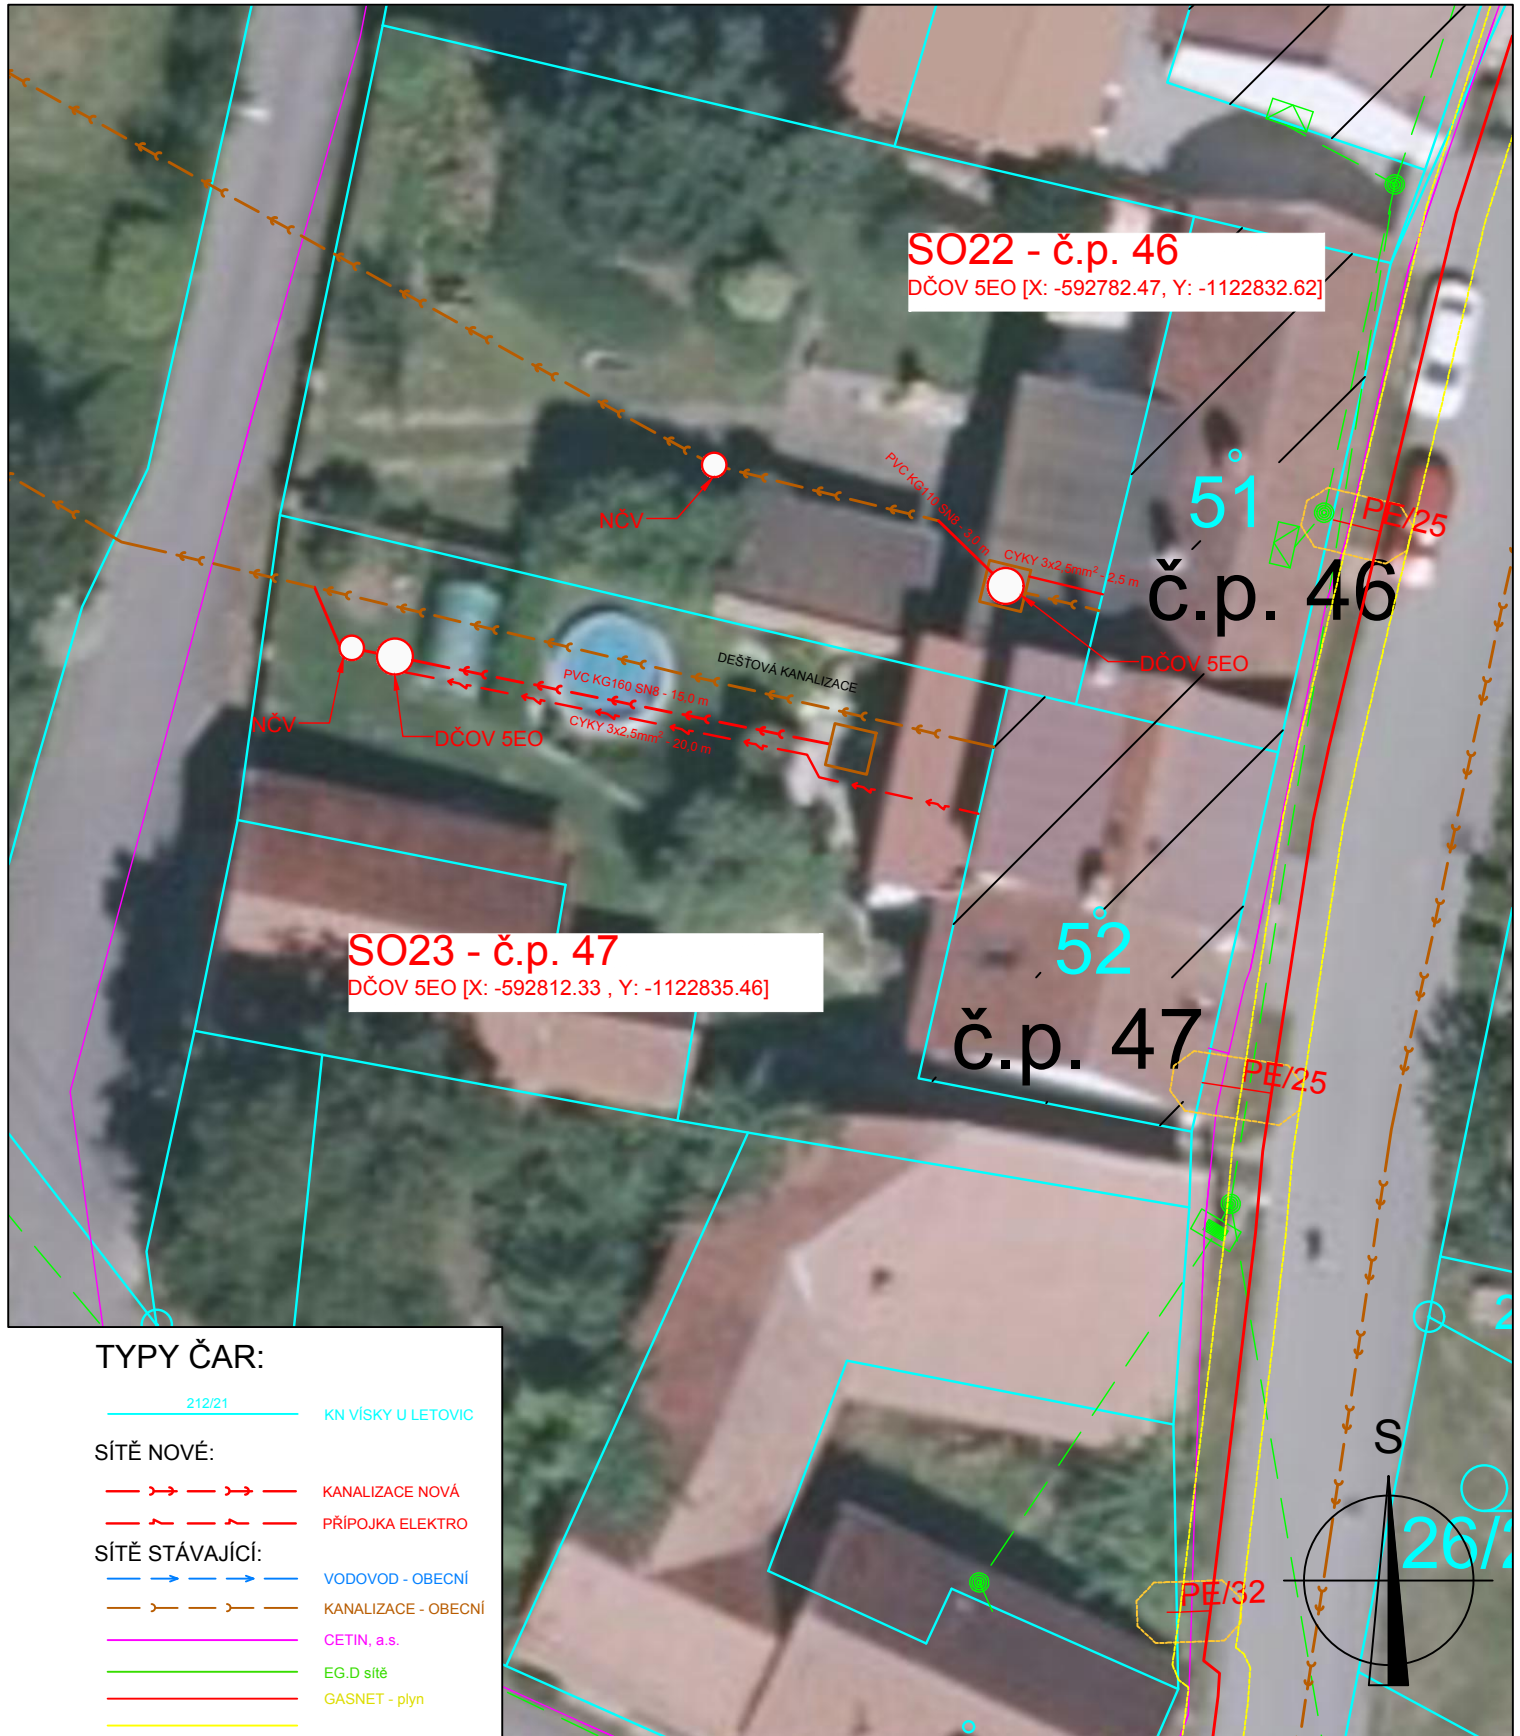 SO22 - č.p. 46
DČOV 5EO [X: -592782.47, Y: -1122832.62]
PVC KG110 SN8 - 5,0 m
51
PE/25
NČV
CYKY 3x2,5mm² - 2,5 m
č.p. 46
DČOV 5EO
DEŠŤOVÁ KANALIZACE
PVC KG160 SN8 - 15,0 m
NČV
DČOV 5EO
CYKY 3x2,5mm² - 20,0 m
SO23 - č.p. 47
DČOV 5EO [X: -592812.33 , Y: -1122835.46]
52
č.p. 47
PE/25
TYPY ČAR:
212/21
KN VÍSKY U LETOVIC
SÍTĚ NOVÉ:
KANALIZACE NOVÁ
PŘÍPOJKA ELEKTRO
SÍTĚ STÁVAJÍCÍ:
VODOVOD - OBECNÍ
KANALIZACE - OBECNÍ
CETIN, a.s.
EG.D sítě
GASNET - plyn
S
PE/32